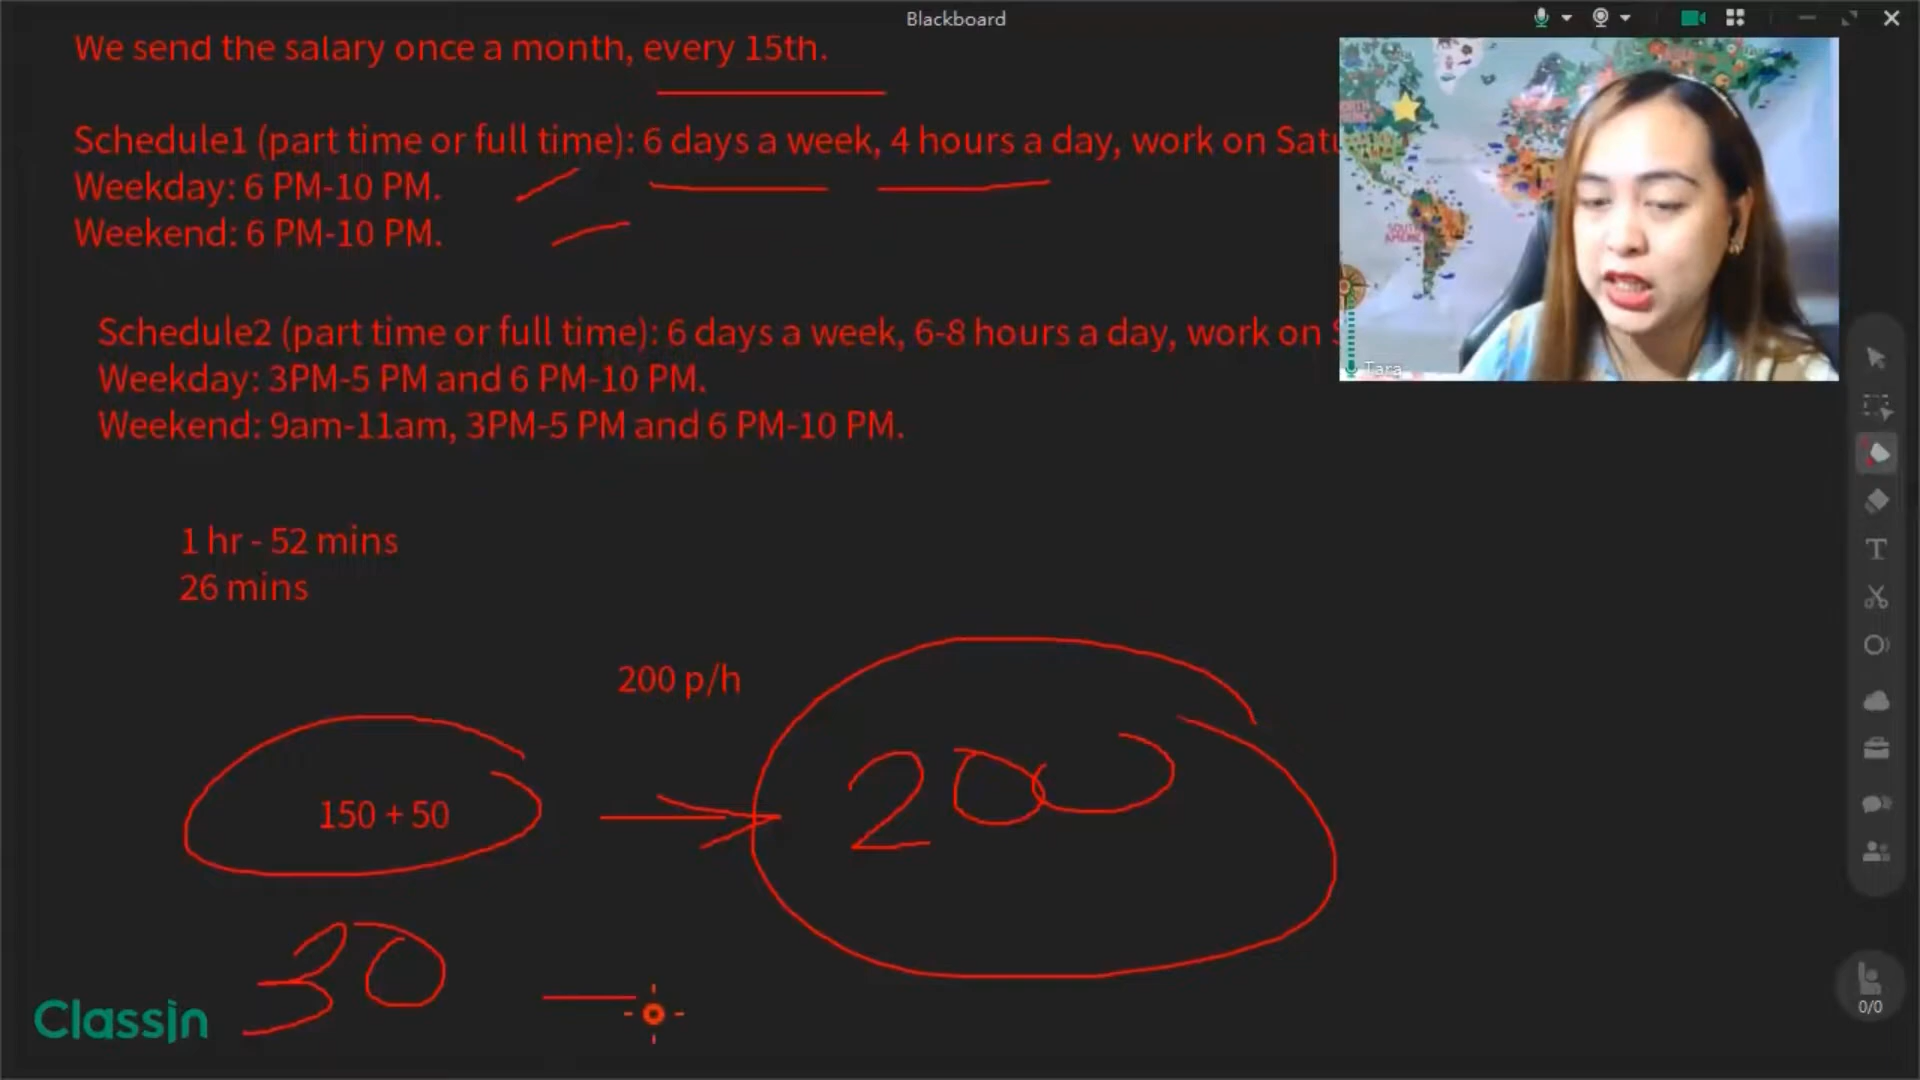 Blackboard
We send the salary once a month, every 15th.
Schedule1 (part time or full time): 6 days a week, 4 hours a day, work on Satu
Weekday: 6 PM-10 PM.
Weekend: 6 PM-10 PM.
Schedule2 (part time or full time): 6 days a week, 6-8 hours a day, work on S
Weekday: 3PM-5 PM and 6 PM-10 PM.
Weekend: 9am-11am, 3PM-5 PM and 6 PM-10 PM.
Tara
1 hr - 52 mins
26 mins
200 p/h
150 + 50
200
30
ClassIn
0/0